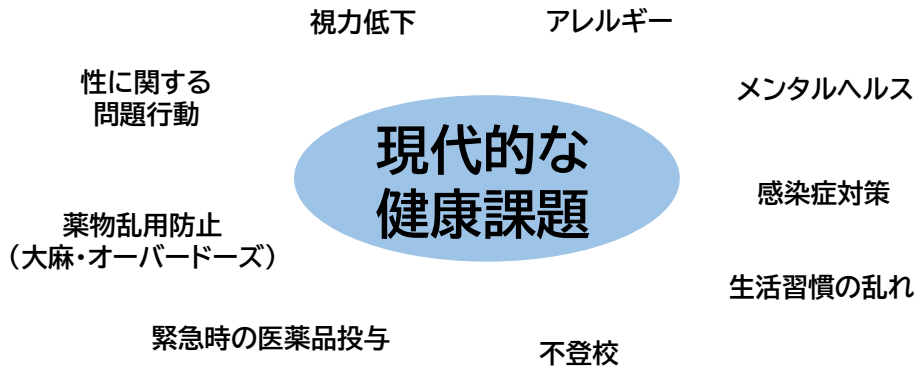 視力低下
アレルギー
性に関する
問題行動
メンタルヘルス
現代的な
健康課題
感染症対策
薬物乱用防止
（大麻・オーバードーズ）
生活習慣の乱れ
緊急時の医薬品投与
不登校